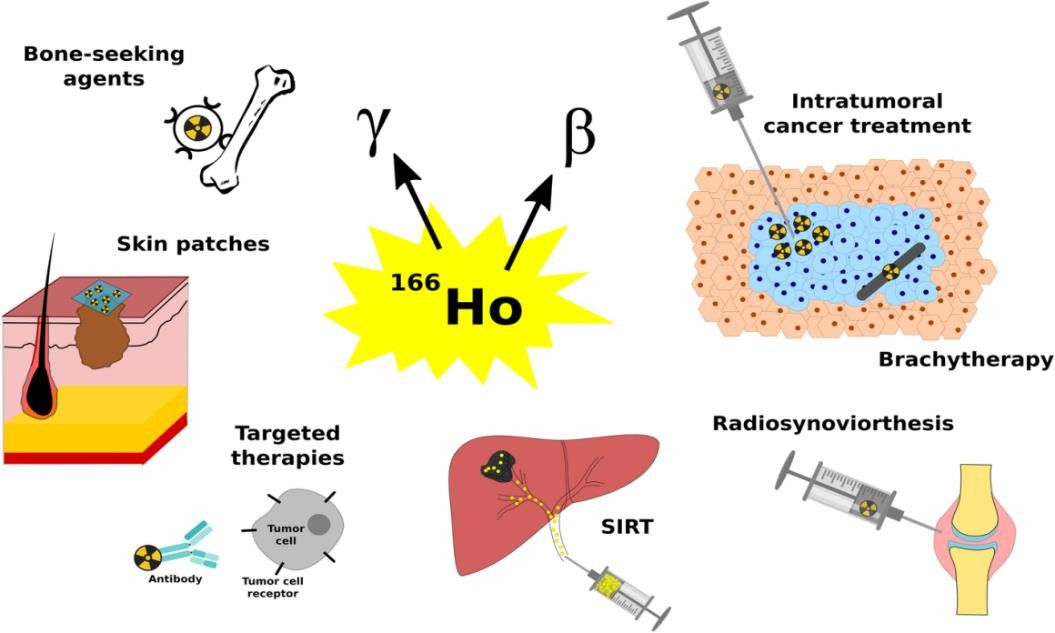 Bone-seeking
agents
γ
β
Intratumoral
cancer treatment
Skin patches
166
Ho
Brachytherapy
Targeted
therapies
Radiosynoviorthesis
SIRT
Tumor
cell
Antibody
Tumor cell
receptor